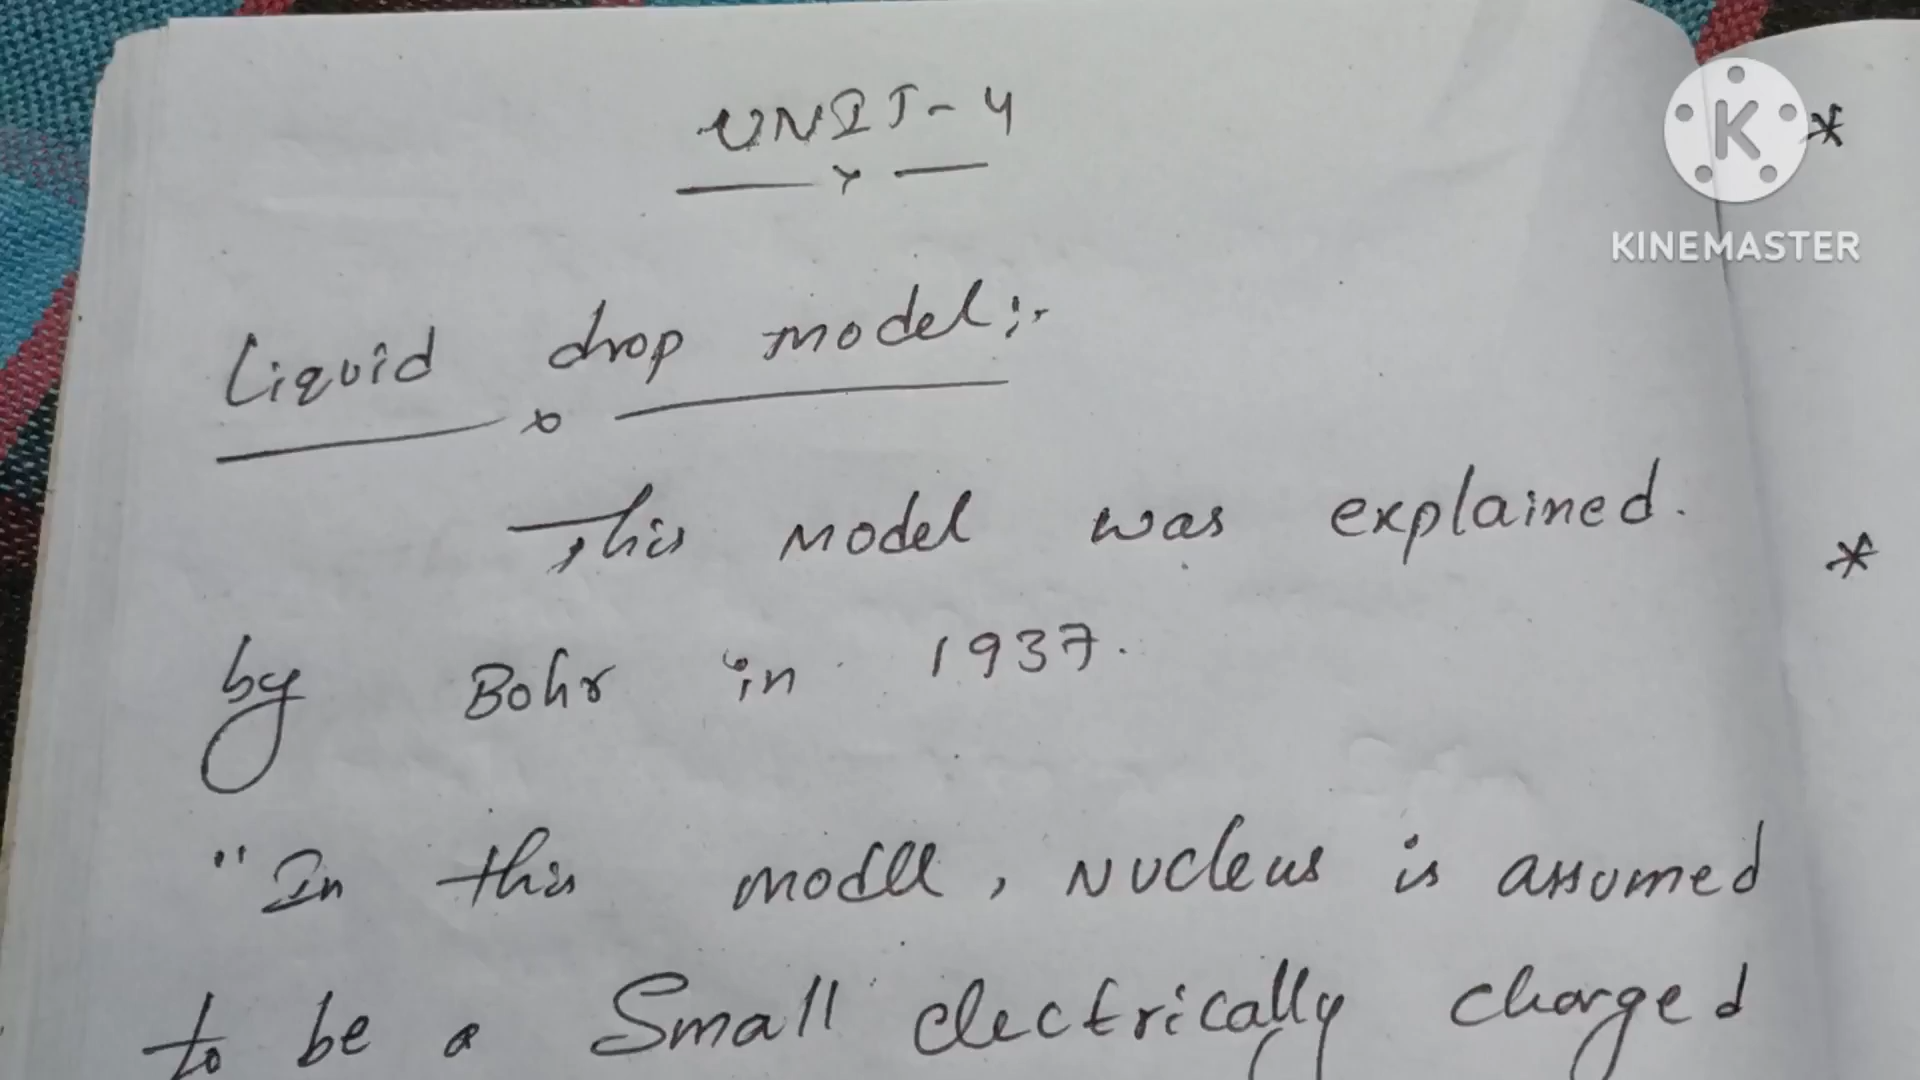 UNIT-4
K
*
KINEMASTER
Liquid drop model:-
This model was explained.
*
by Bohr in 1937.
"In this model, Nucleus is assumed
to be a Small electrically charged